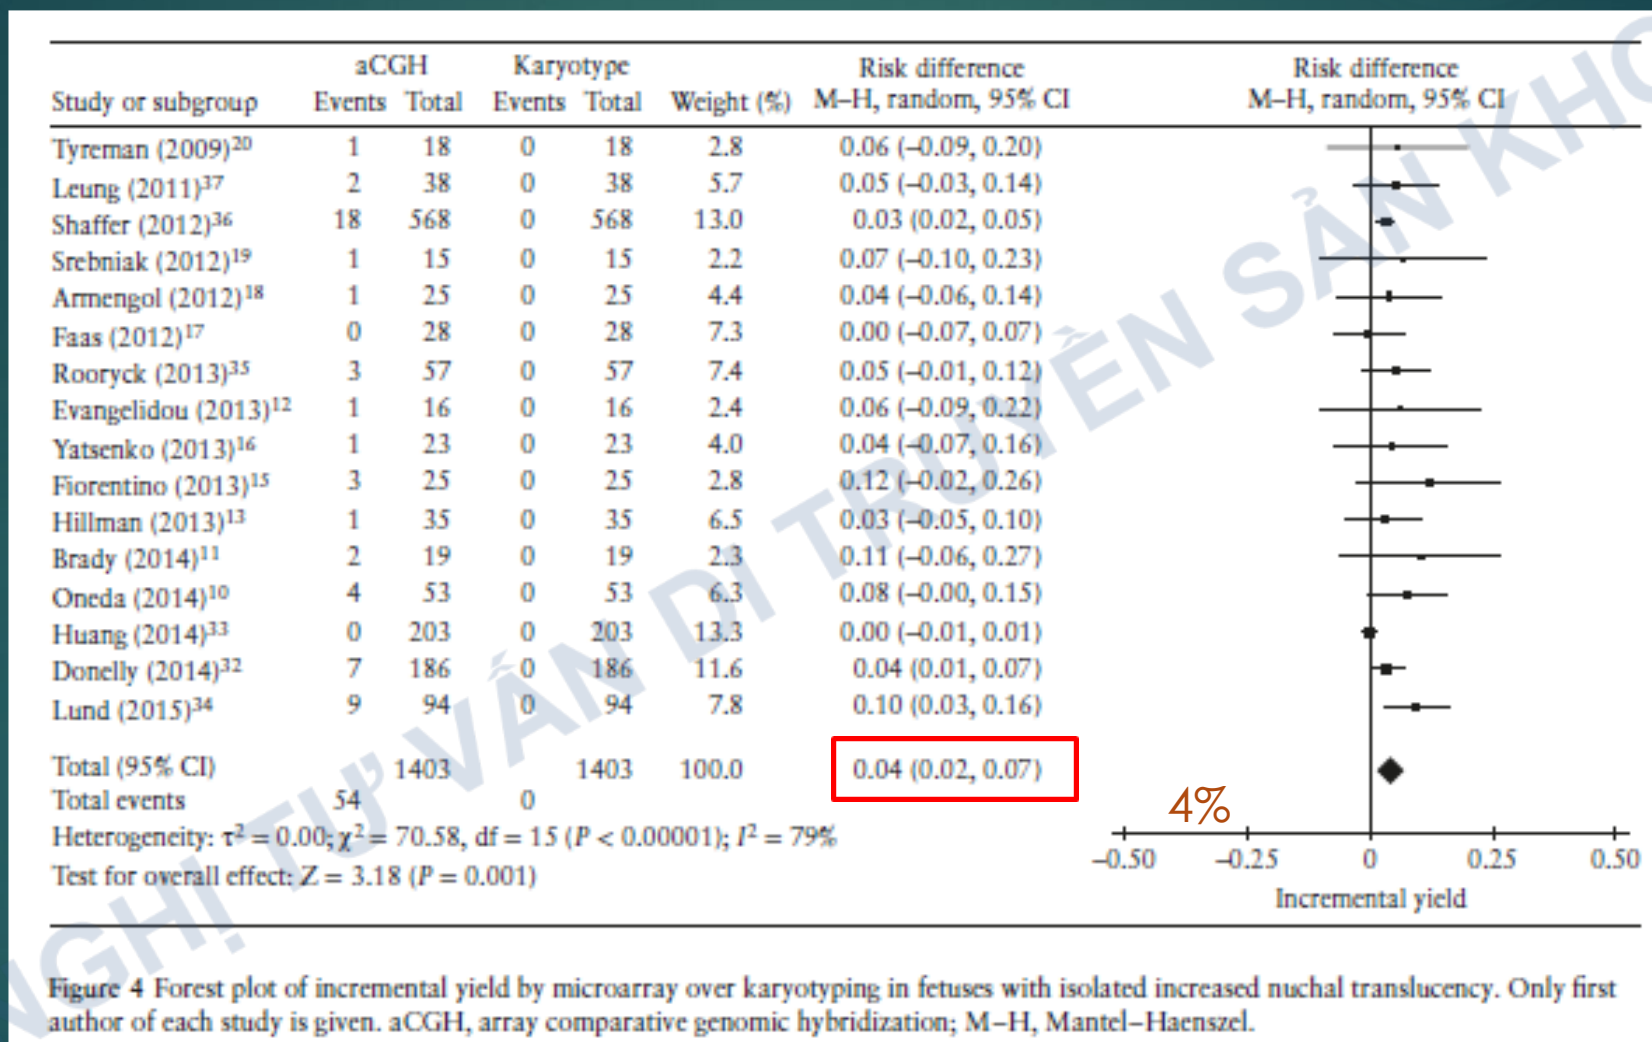 aCGH Karyotype Risk difference Risk difference
Study or subgroup Events Total Events Total Weight (%) M–H, random, 95% CI M–H, random, 95% CI
Tyreman (2009)20 1 18 0 18 2.8 0.06 (–0.09, 0.20)
Leung (2011)37 2 38 0 38 5.7 0.05 (–0.03, 0.14)
Shaffer (2012)36 18 568 0 568 13.0 0.03 (0.02, 0.05)
Srebniak (2012)19 1 15 0 15 2.2 0.07 (–0.10, 0.23)
Armengol (2012)18 1 25 0 25 4.4 0.04 (–0.06, 0.14)
Faas (2012)17 0 28 0 28 7.3 0.00 (–0.07, 0.07)
Rooryck (2013)35 3 57 0 57 7.4 0.05 (–0.01, 0.12)
Evangelidou (2013)12 1 16 0 16 2.4 0.06 (–0.09, 0.22)
Yatsenko (2013)16 1 23 0 23 4.0 0.04 (–0.07, 0.16)
Fiorentino (2013)15 3 25 0 25 2.8 0.12 (–0.02, 0.26)
Hillman (2013)13 1 35 0 35 6.5 0.03 (–0.05, 0.10)
Brady (2014)11 2 19 0 19 2.3 0.11 (–0.06, 0.27)
Oneda (2014)10 4 53 0 53 6.3 0.08 (–0.00, 0.15)
Huang (2014)33 0 203 0 203 13.3 0.00 (–0.01, 0.01)
Donelly (2014)32 7 186 0 186 11.6 0.04 (0.01, 0.07)
Lund (2015)34 9 94 0 94 7.8 0.10 (0.03, 0.16)
Total (95% CI) 1403 1403 100.0 0.04 (0.02, 0.07)
Total events 54 0 4%
Heterogeneity: τ2 = 0.00; χ2 = 70.58, df = 15 (P < 0.00001); I2 = 79%
–0.50 –0.25 0 0.25 0.50
Test for overall effect: Z = 3.18 (P = 0.001)
Incremental yield
Figure 4 Forest plot of incremental yield by microarray over karyotyping in fetuses with isolated increased nuchal translucency. Only first
author of each study is given. aCGH, array comparative genomic hybridization; M–H, Mantel–Haenszel.
NGHỊ TƯ VẤN DI TRUYỀN SẢN KHO